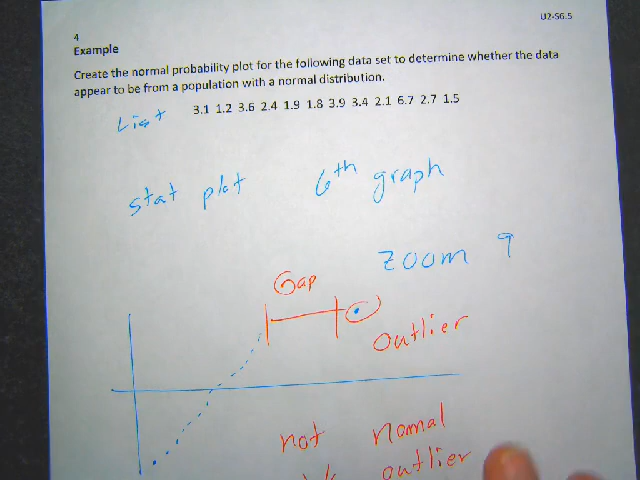 U2-S6.5
4
Example
Create the normal probability plot for the following data set to determine whether the data
appear to be from a population with a normal distribution.
3.1 1.2 3.6 2.4 1.9 1.8 3.9 3.4 2.1 6.7 2.7 1.5
List
stat plot 6th graph
zoom 9
Gap
Outlier
not nomal
outlier